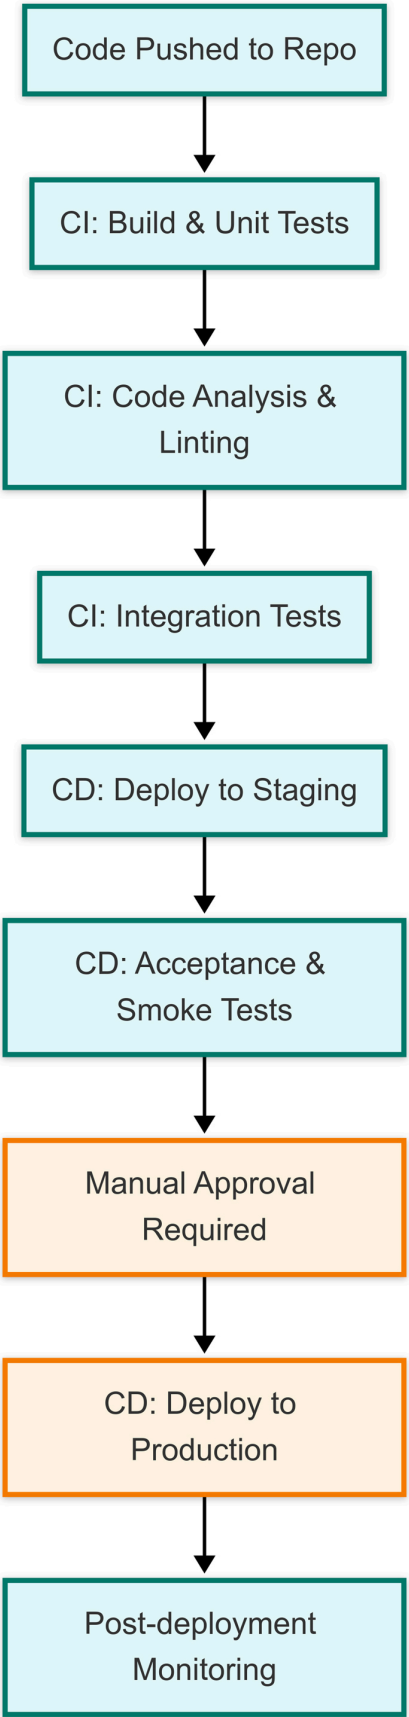 Code Pushed to Repo
CI: Build & Unit Tests
CI: Code Analysis &
Linting
CI: Integration Tests
CD: Deploy to Staging
CD: Acceptance &
Smoke Tests
Manual Approval
Required
CD: Deploy to
Production
Post-deployment
Monitoring